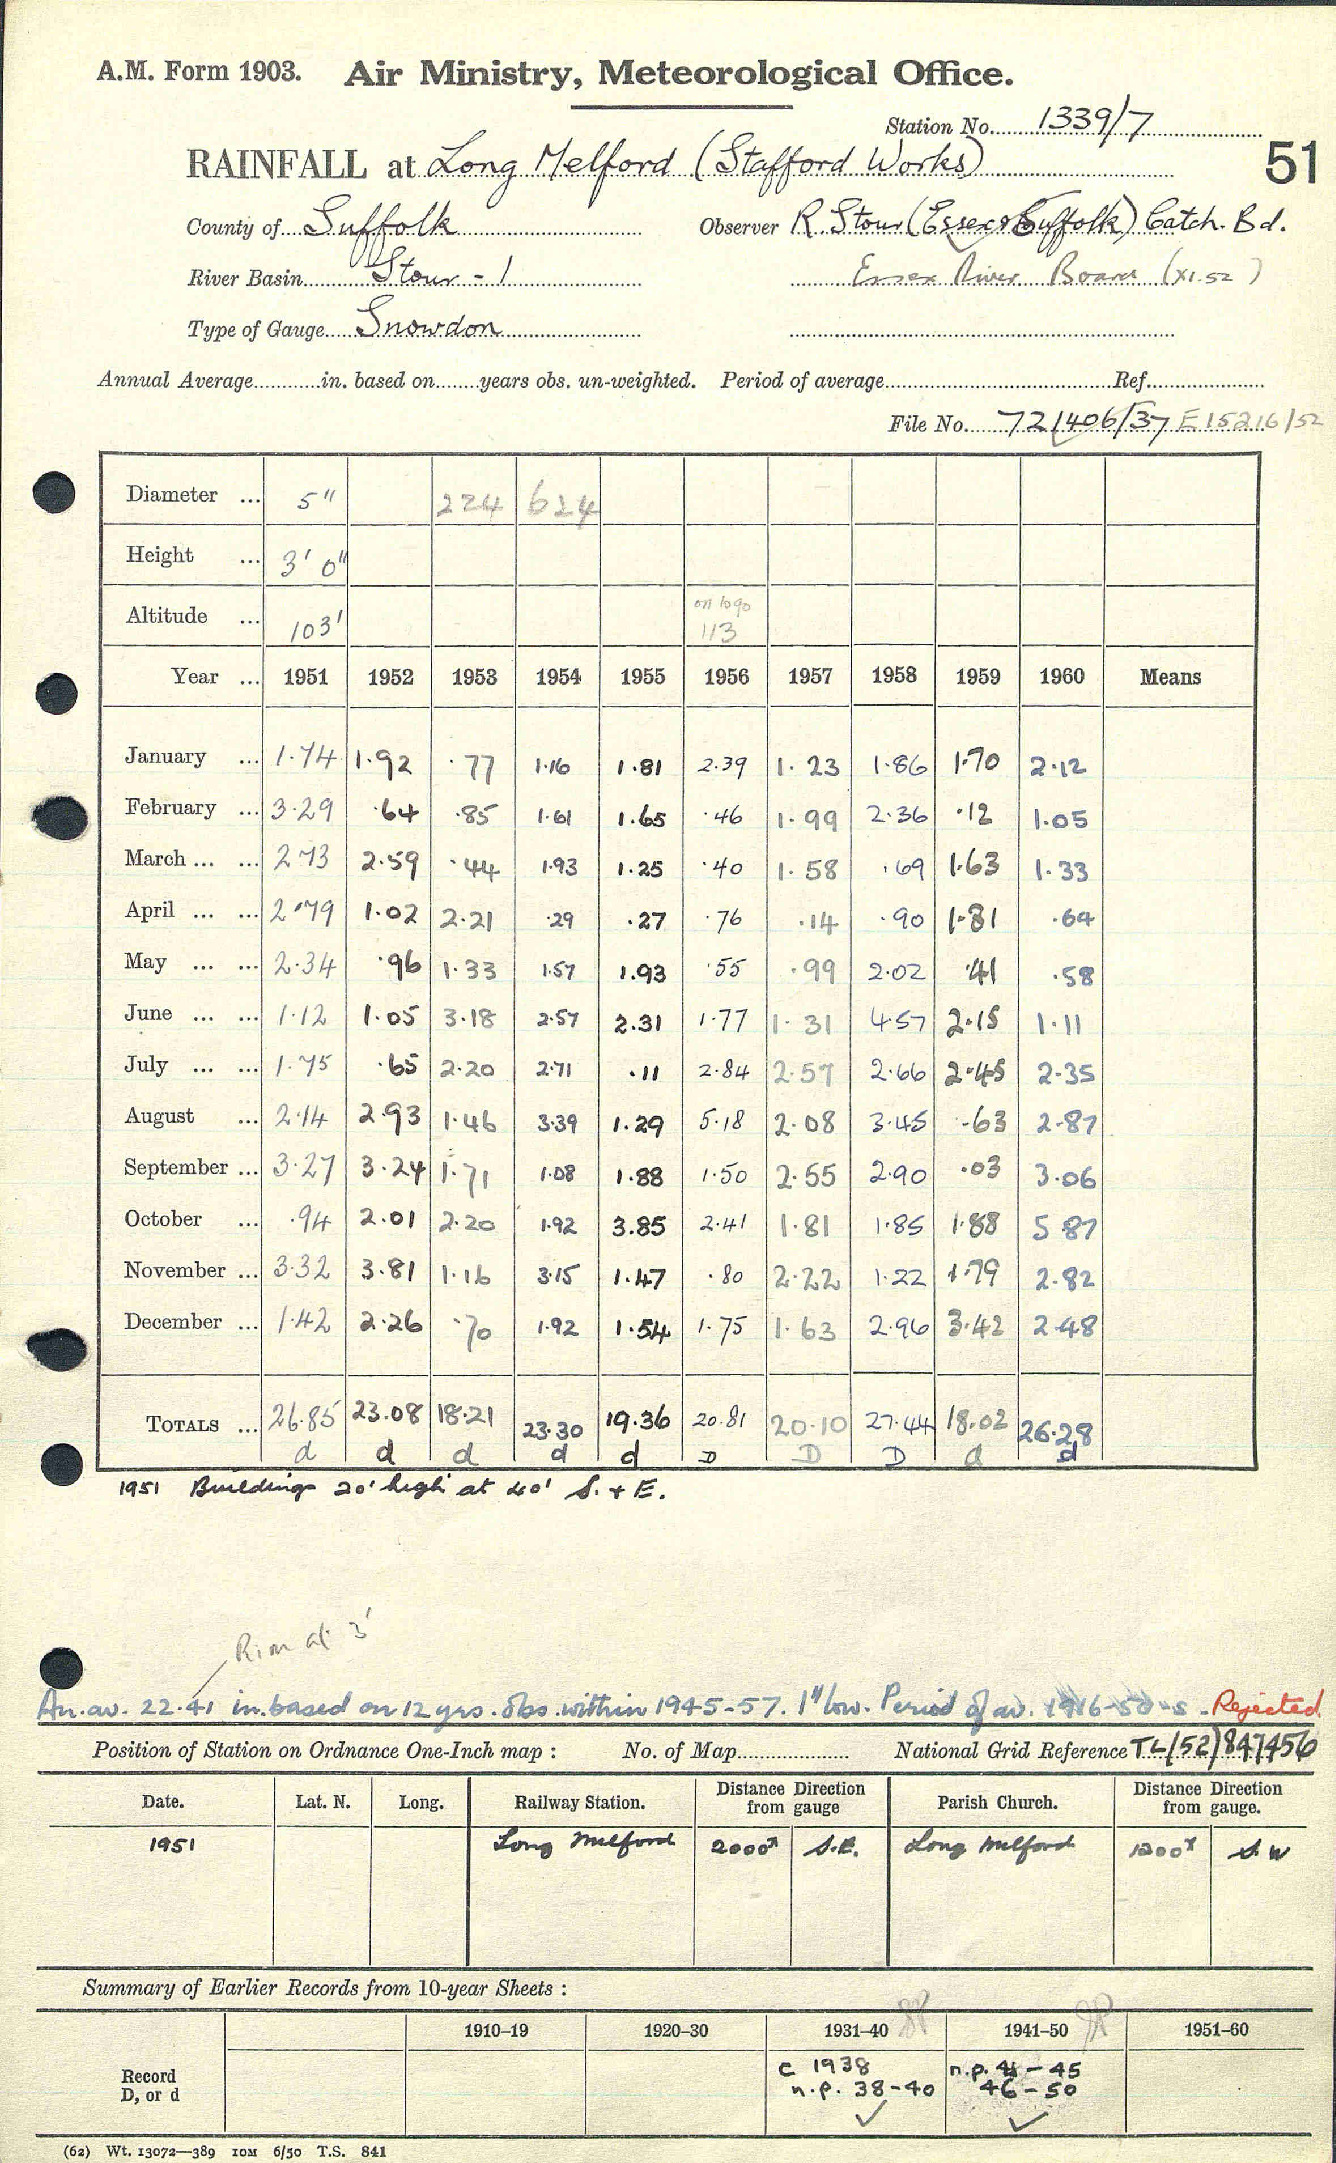 A.M. Form 1903. Air Ministry, Meteorological Office.
Station No. 1339/7
RAINFALL at Long Melford (Stafford Works)
51
County of Suffolk Observer R. Stour (Essex & Suffolk) Catch. Bd.
River Basin Stour - 1 Essex River Board (XI.52)
Type of Gauge Snowdon
Annual Average in. based on years obs. un-weighted. Period of average Ref.
File No. 721406/37 E15216/52
Diameter ... 5" 224 624
Height ... 3' 0"
Altitude ... 103' on 1090 113
Year ... 1951 1952 1953 1954 1955 1956 1957 1958 1959 1960 Means
January ... 1.74 1.92 .77 1.16 1.81 2.39 1.23 1.86 1.70 2.12
February ... 3.29 .64 .85 1.61 1.65 .46 1.99 2.36 .12 1.05
March ... ... 2.73 2.59 .44 1.93 1.25 .40 1.58 .69 1.63 1.33
April ... ... 2.79 1.02 2.21 .29 .27 .76 .14 .90 1.81 .64
May ... ... 2.34 .96 1.33 1.57 1.93 .55 .99 2.02 .41 .58
June ... ... 1.12 1.05 3.18 2.57 2.31 1.77 1.31 4.57 2.15 1.11
July ... ... 1.75 .65 2.20 2.71 .11 2.84 2.57 2.66 2.45 2.35
August ... 2.14 2.93 1.46 3.39 1.29 5.18 2.08 3.45 .63 2.87
September ... 3.27 3.24 1.71 1.08 1.88 1.50 2.55 2.90 .03 3.06
October ... .94 2.01 2.20 1.92 3.85 2.41 1.81 1.85 1.88 5.87
November ... 3.32 3.81 1.16 3.15 1.47 .80 2.22 1.22 1.79 2.82
December ... 1.42 2.26 .70 1.92 1.54 1.75 1.63 2.96 3.42 2.48
TOTALS ... 26.85 23.08 18.21 23.30 19.36 20.81 20.10 27.44 18.02 26.28
d d d d d D D D d d
1951 Buildings 20' high at 40' S. + E.
Rim at 3'
An. av. 22.41 in. based on 12 yrs. obs. within 1945-57. 1" low. Period of av. 1916-50 - Rejected
Position of Station on Ordnance One-Inch map : No. of Map National Grid Reference TL(52)847456
Date. Lat. N. Long. Railway Station. Distance from gauge Direction Parish Church. Distance from gauge. Direction
1951 Long Melford 2000x S.E. Long Melford 1200x S W
Summary of Earlier Records from 10-year Sheets :
1910–19 1920–30 1931–40 1941–50 1951–60
Record D, or d
c 1938 n.p. 41-45
n.p. 38-40 46-50
(62) Wt. 13072—389 10M 6/50 T.S. 841